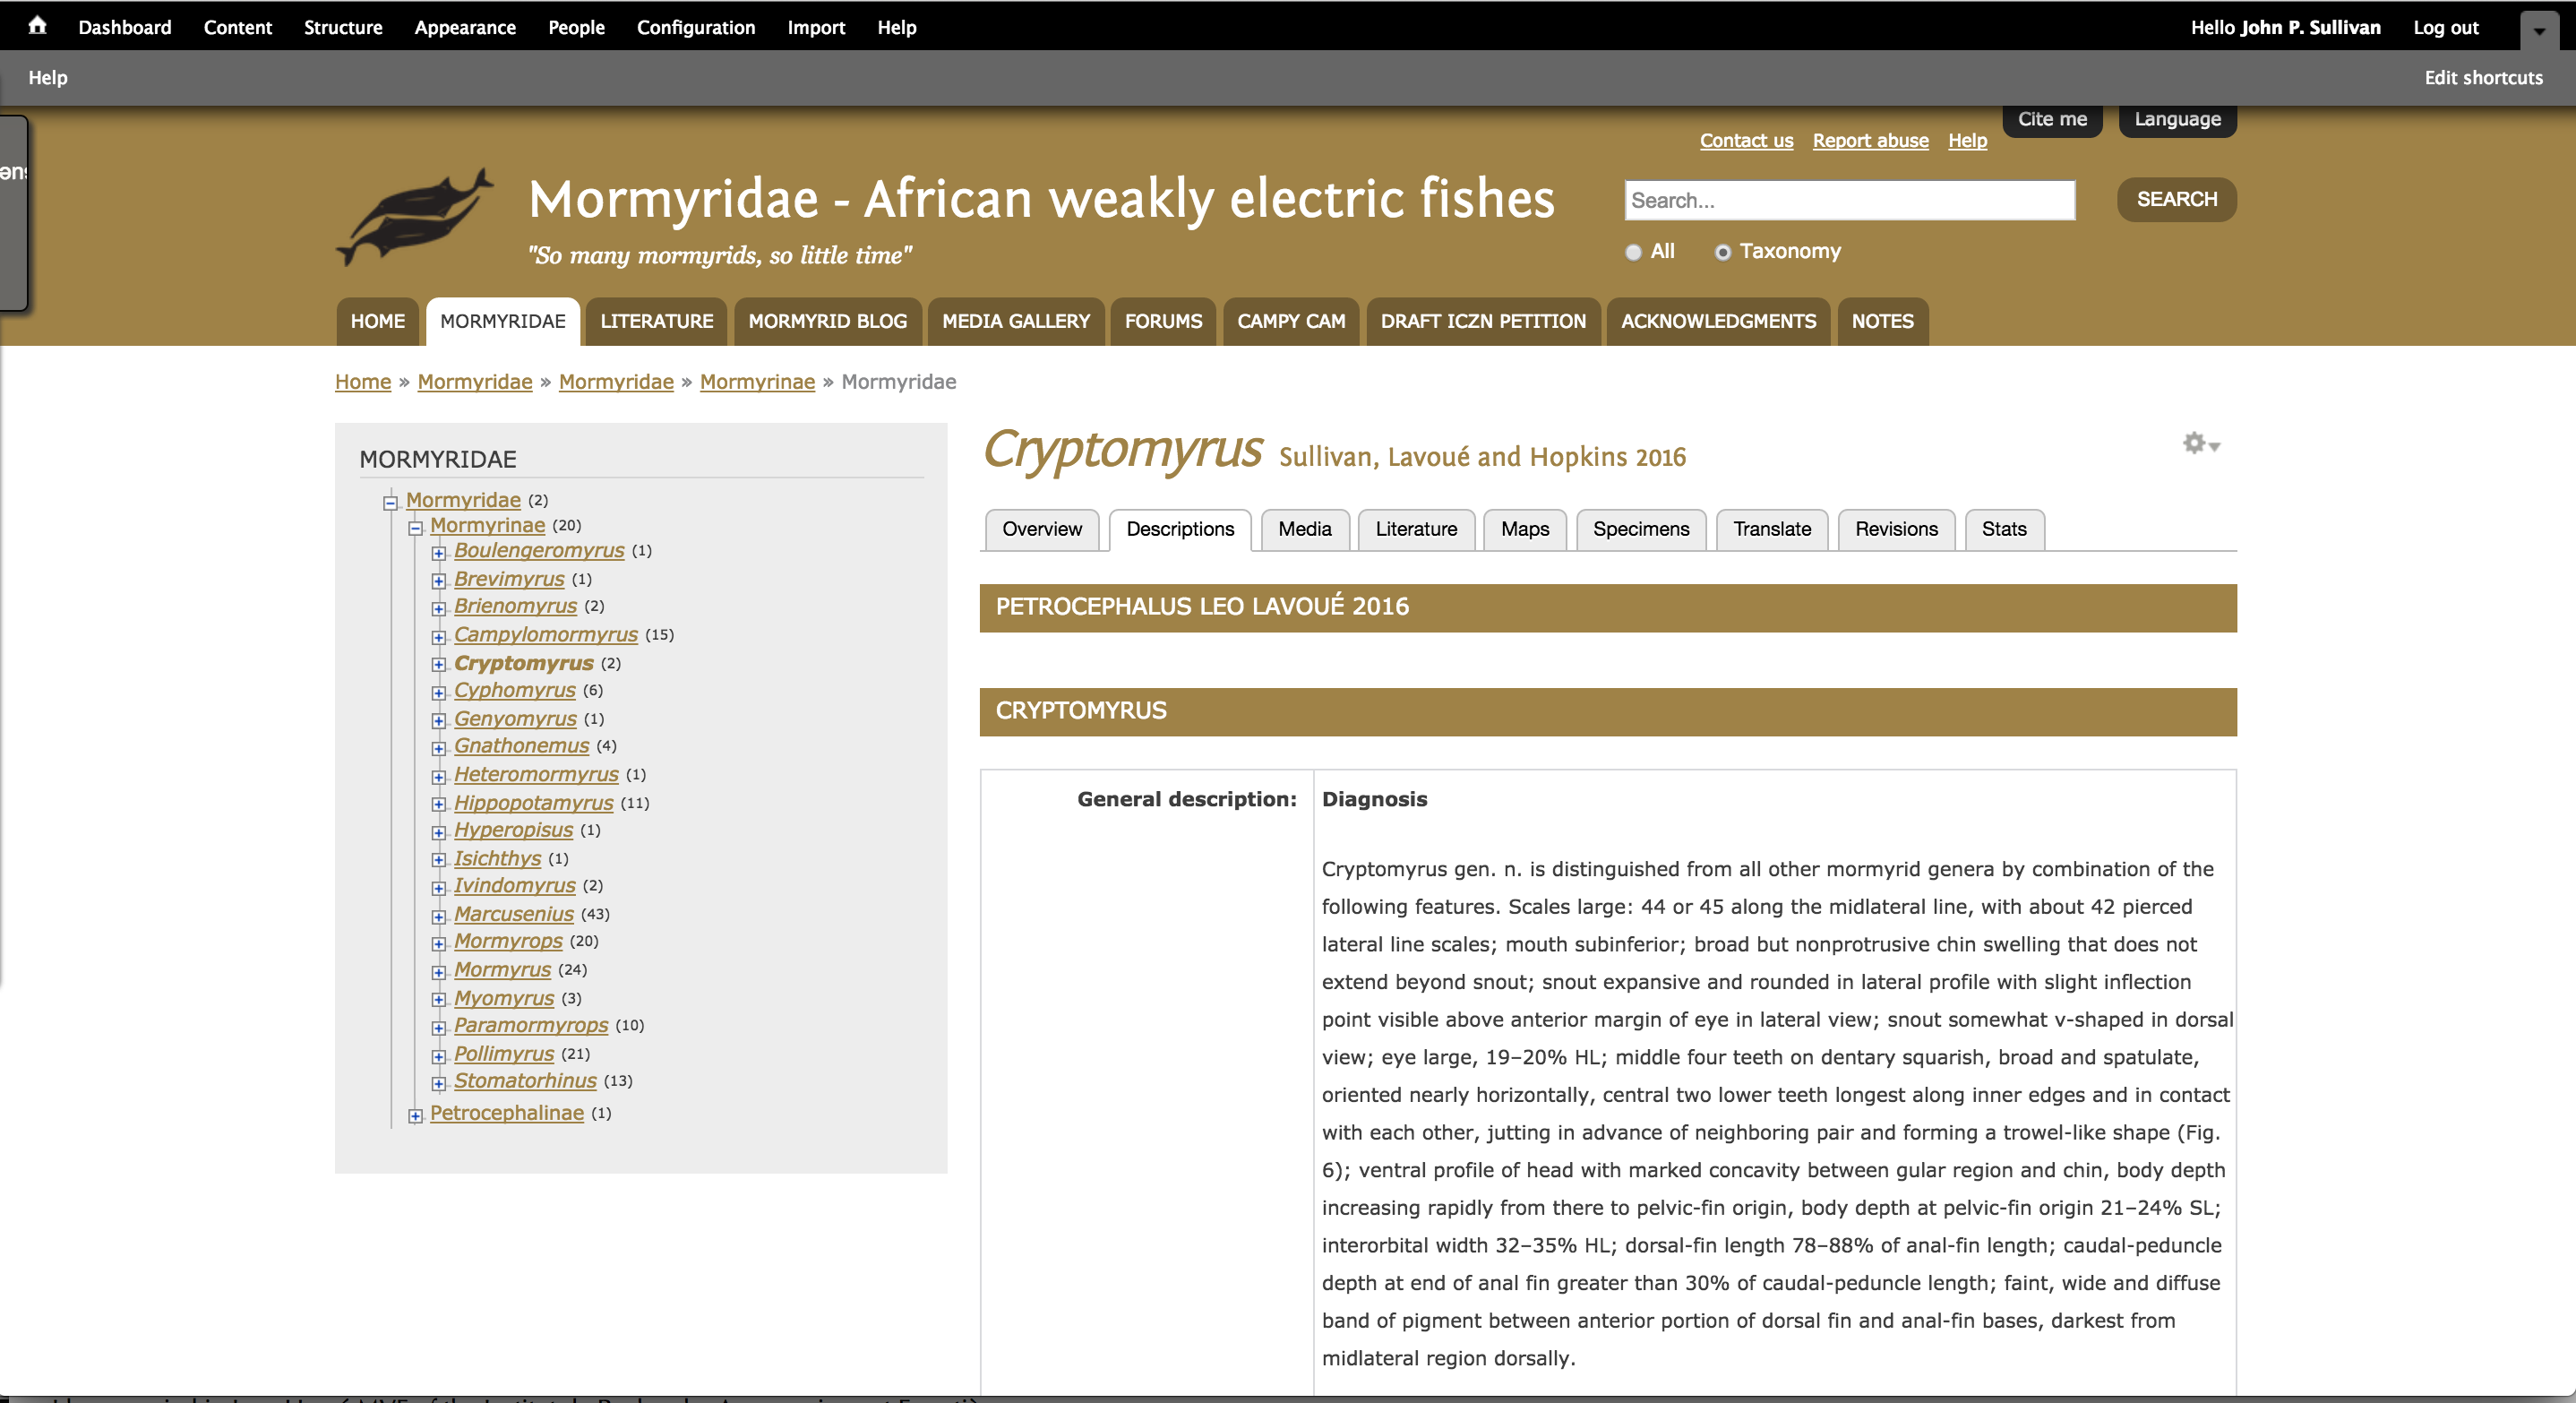 Dashboard Content Structure Appearance People Configuration Import Help Hello John P. Sullivan Log out
Help Edit shortcuts
Cite me Language
Contact us Report abuse Help
Mormyridae - African weakly electric fishes
Search... SEARCH
"So many mormyrids, so little time"
All Taxonomy
HOME MORMYRIDAE LITERATURE MORMYRID BLOG MEDIA GALLERY FORUMS CAMPY CAM DRAFT ICZN PETITION ACKNOWLEDGMENTS NOTES
Home » Mormyridae » Mormyridae » Mormyrinae » Mormyridae
MORMYRIDAE
Mormyridae (2)
Mormyrinae (20)
Boulengeromyrus (1)
Brevimyrus (1)
Brienomyrus (2)
Campylomormyrus (15)
Cryptomyrus (2)
Cyphomyrus (6)
Genyomyrus (1)
Gnathonemus (4)
Heteromormyrus (1)
Hippopotamyrus (11)
Hyperopisus (1)
Isichthys (1)
Ivindomyrus (2)
Marcusenius (43)
Mormyrops (20)
Mormyrus (24)
Myomyrus (3)
Paramormyrops (10)
Pollimyrus (21)
Stomatorhinus (13)
Petrocephalinae (1)
Cryptomyrus Sullivan, Lavoué and Hopkins 2016
Overview Descriptions Media Literature Maps Specimens Translate Revisions Stats
PETROCEPHALUS LEO LAVOUÉ 2016
CRYPTOMYRUS
General description: Diagnosis
Cryptomyrus gen. n. is distinguished from all other mormyrid genera by combination of the
following features. Scales large: 44 or 45 along the midlateral line, with about 42 pierced
lateral line scales; mouth subinferior; broad but nonprotrusive chin swelling that does not
extend beyond snout; snout expansive and rounded in lateral profile with slight inflection
point visible above anterior margin of eye in lateral view; snout somewhat v-shaped in dorsal
view; eye large, 19–20% HL; middle four teeth on dentary squarish, broad and spatulate,
oriented nearly horizontally, central two lower teeth longest along inner edges and in contact
with each other, jutting in advance of neighboring pair and forming a trowel-like shape (Fig.
6); ventral profile of head with marked concavity between gular region and chin, body depth
increasing rapidly from there to pelvic-fin origin, body depth at pelvic-fin origin 21–24% SL;
interorbital width 32–35% HL; dorsal-fin length 78–88% of anal-fin length; caudal-peduncle
depth at end of anal fin greater than 30% of caudal-peduncle length; faint, wide and diffuse
band of pigment between anterior portion of dorsal fin and anal-fin bases, darkest from
midlateral region dorsally.